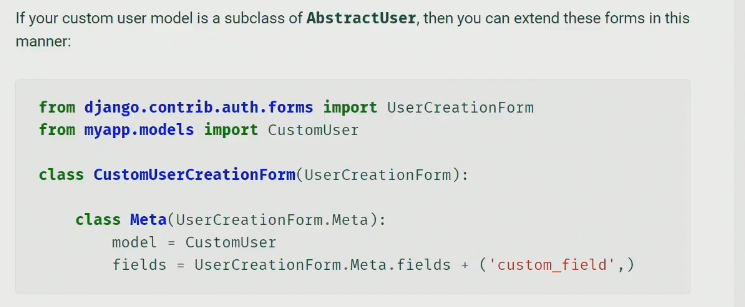 If your custom user model is a subclass of AbstractUser, then you can extend these forms in this
manner:
from django.contrib.auth.forms import UserCreationForm
from myapp.models import CustomUser
class CustomUserCreationForm(UserCreationForm):
    class Meta(UserCreationForm.Meta):
        model = CustomUser
        fields = UserCreationForm.Meta.fields + ('custom_field',)